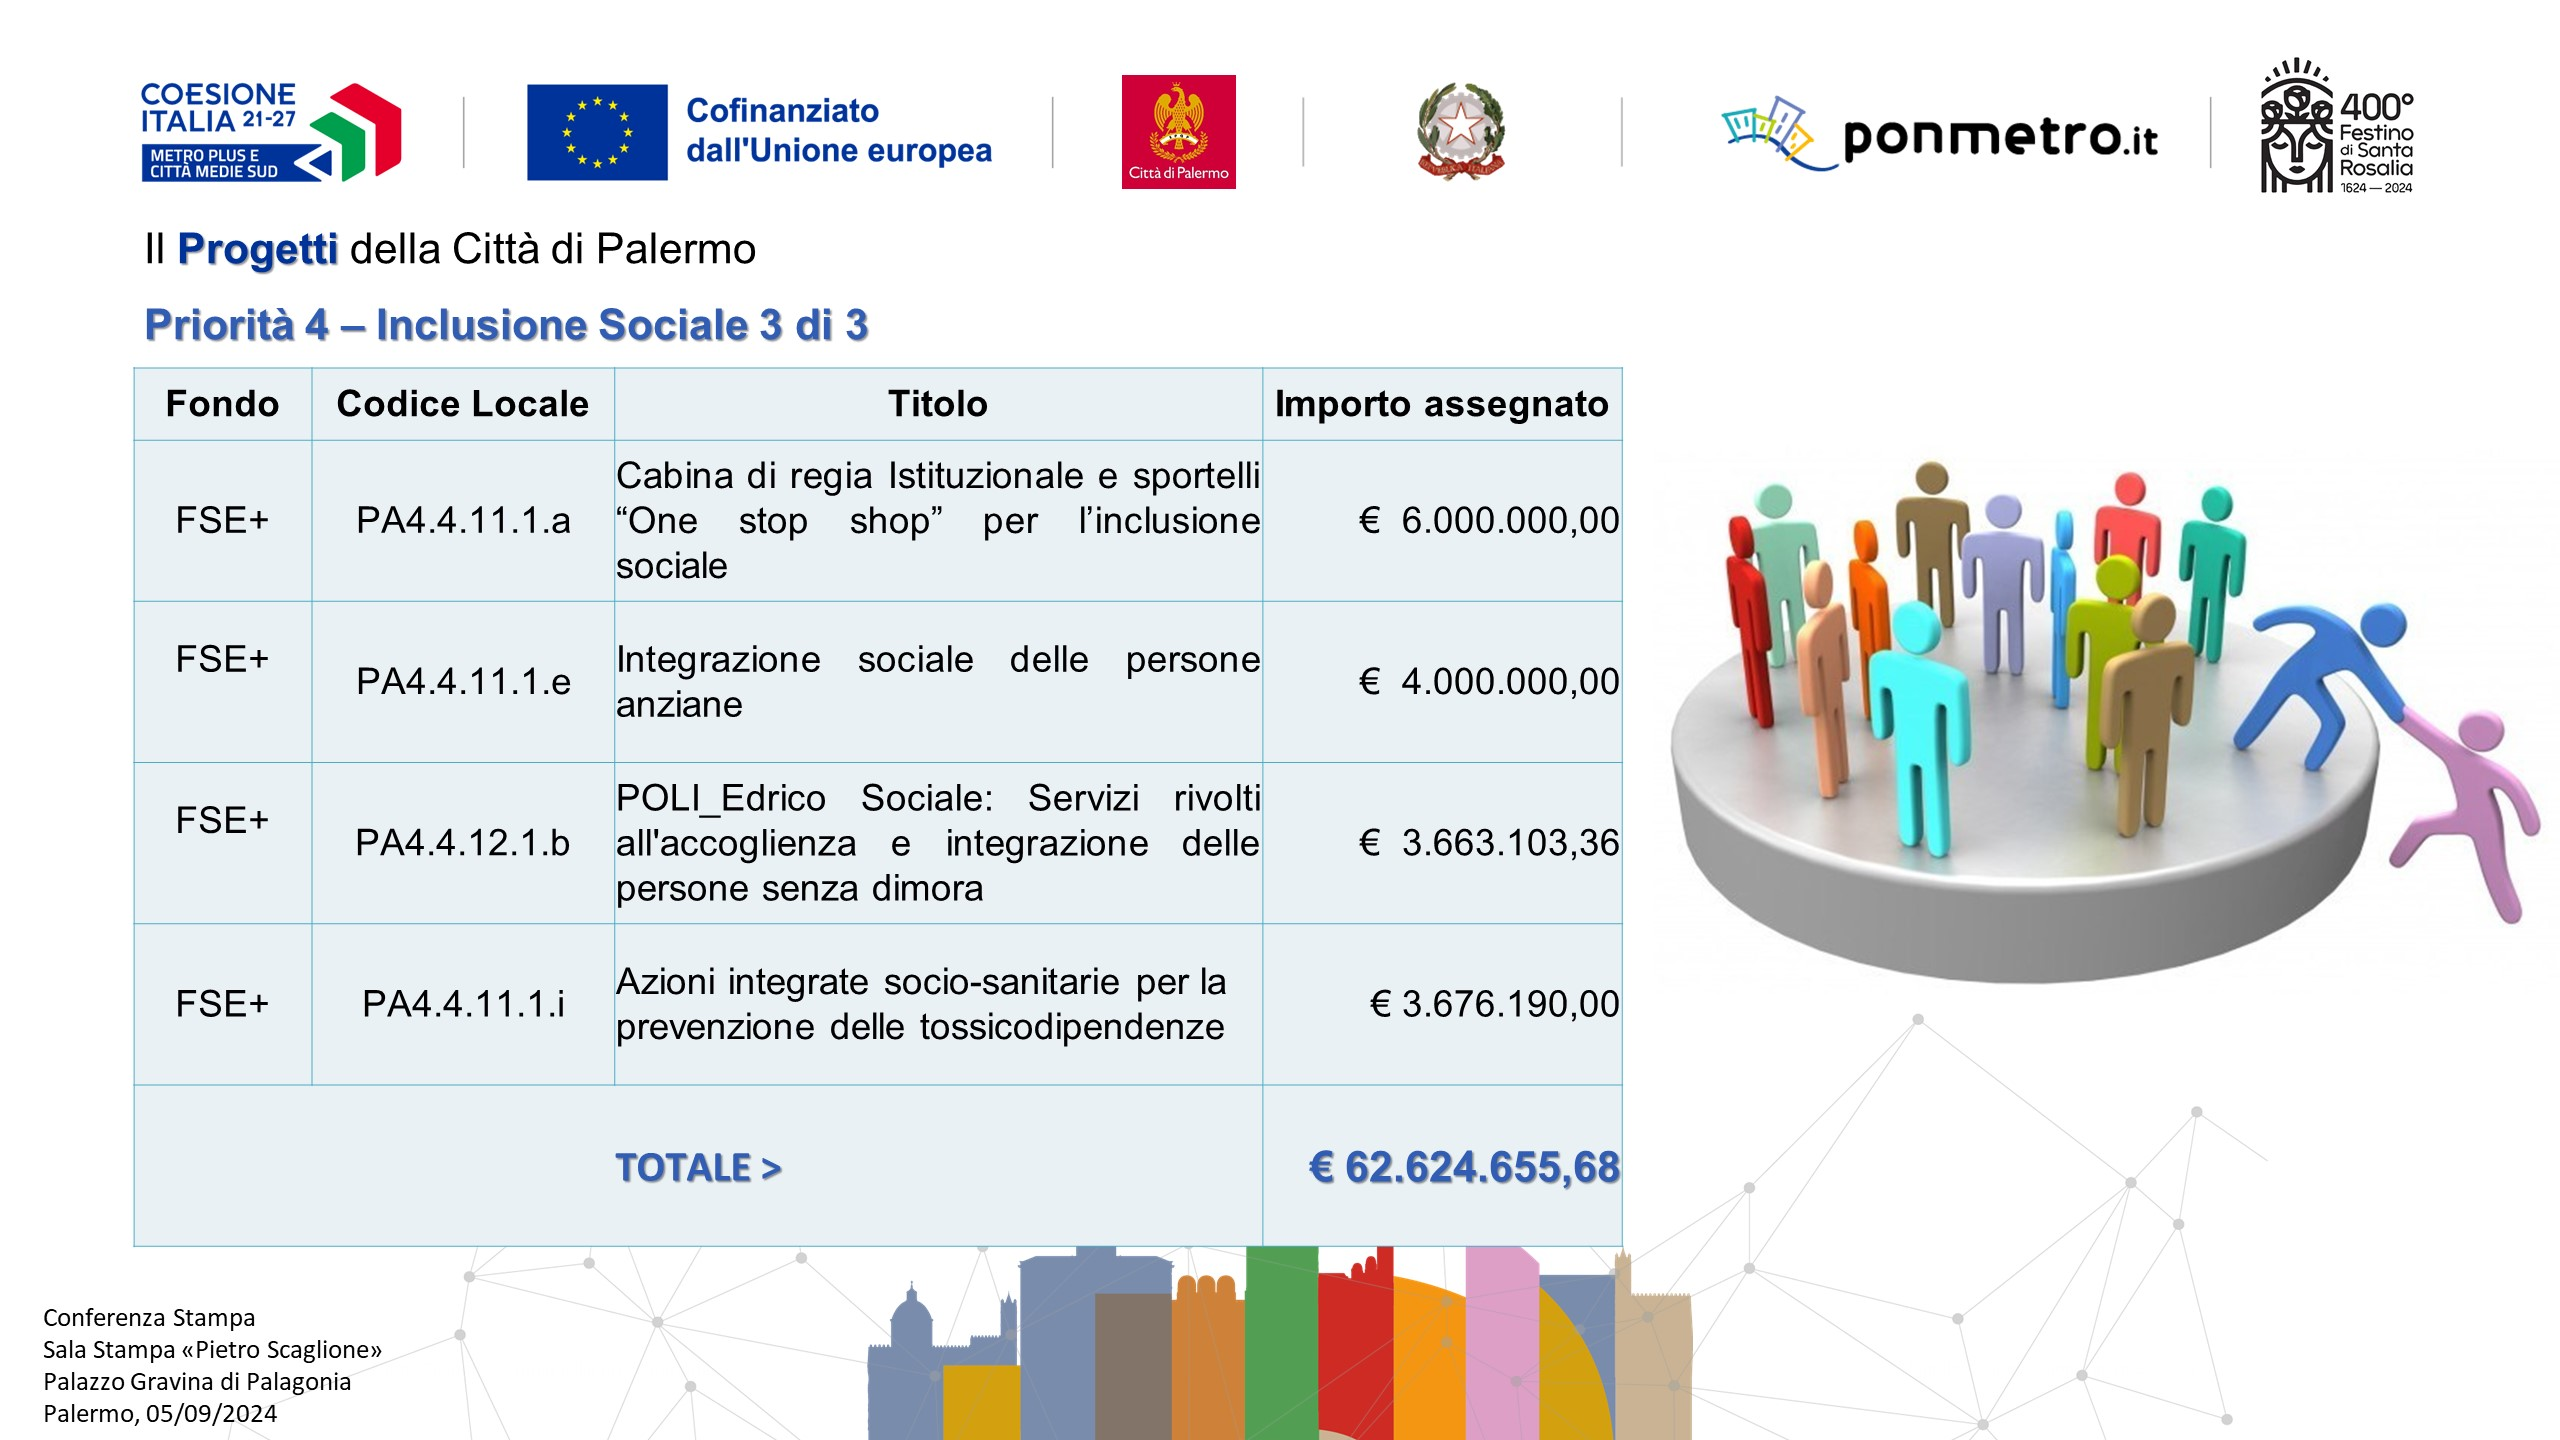 COESIONE
ITALIA 21-27
METRO PLUS E
CITTÀ MEDIE SUD
Cofinanziato
dall'Unione europea
Città di Palermo
ponmetro.it
400°
Festino
di Santa
Rosalia
1624 — 2024
II Progetti della Città di Palermo
Priorità 4 – Inclusione Sociale 3 di 3
Fondo Codice Locale Titolo Importo assegnato
Cabina di regia Istituzionale e sportelli
FSE+ PA4.4.11.1.a “One stop shop” per l’inclusione € 6.000.000,00
sociale
FSE+ Integrazione sociale delle persone
PA4.4.11.1.e € 4.000.000,00
anziane
POLI_Edrico Sociale: Servizi rivolti
FSE+ PA4.4.12.1.b all'accoglienza e integrazione delle € 3.663.103,36
persone senza dimora
Azioni integrate socio-sanitarie per la
FSE+ PA4.4.11.1.i € 3.676.190,00
prevenzione delle tossicodipendenze
TOTALE > € 62.624.655,68
Conferenza Stampa
Sala Stampa «Pietro Scaglione»
Palazzo Gravina di Palagonia
Palermo, 05/09/2024